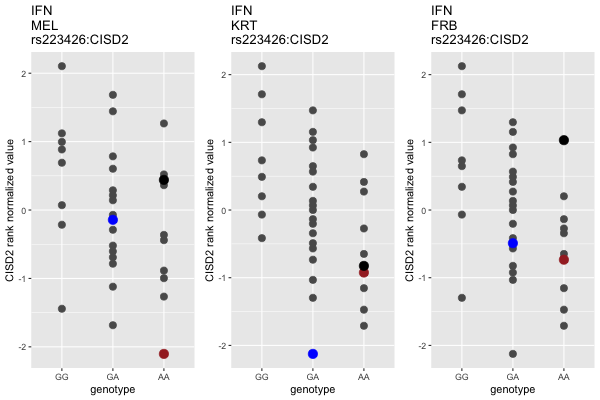 IFN
MEL
rs223426:CISD2
CISD2 rank normalized value
2
1
0
-1
-2
GG
GA
AA
genotype
IFN
KRT
rs223426:CISD2
CISD2 rank normalized value
2
1
0
-1
-2
GG
GA
AA
genotype
IFN
FRB
rs223426:CISD2
CISD2 rank normalized value
2
1
0
-1
-2
GG
GA
AA
genotype